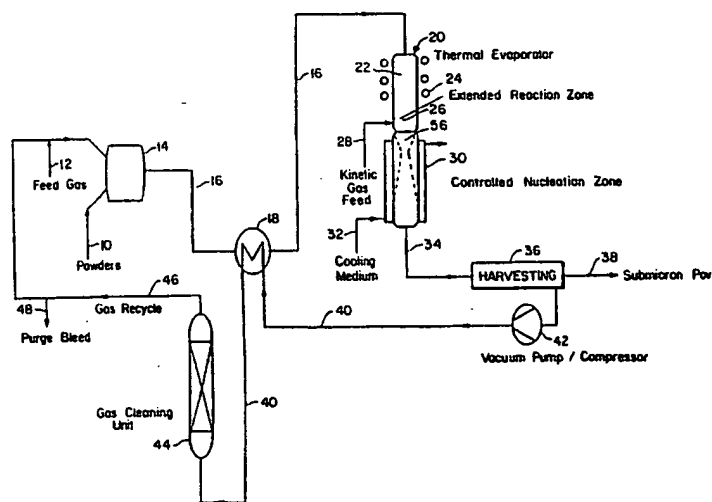 20
Thermal Evaporator
22
24
16
Extended Reaction Zone
26
56
14
28
12
Feed Gas
16
30
Kinetic
Gas
Feed
Controlled Nucleation Zone
18
32
10
Powders
Cooling
Medium
34
36
HARVESTING
38
Submicron Pow
46
48
Gas Recycle
40
42
Purge Bleed
Vacuum Pump / Compressor
Gas Cleaning
Unit
40
44